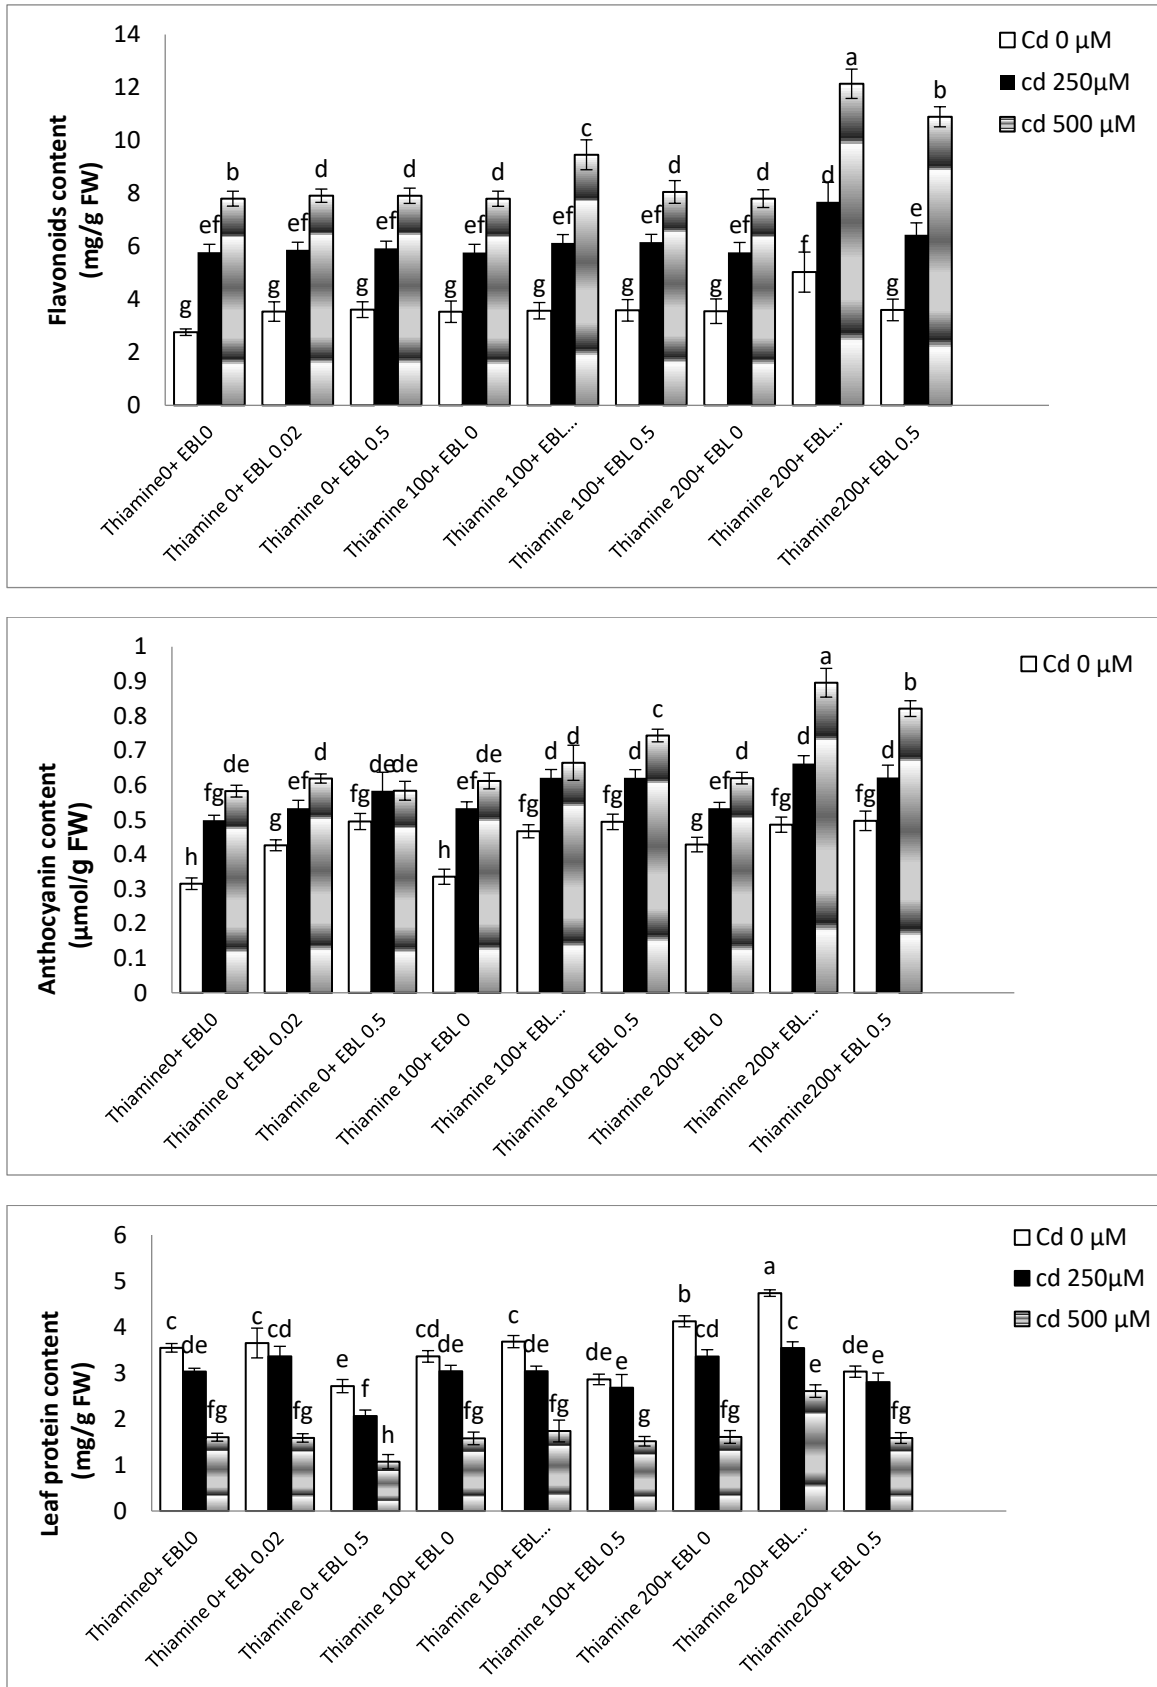 14
12
10
8
6
4
2
0
Flavonoids content
(mg/g FW)
Cd 0 µM
cd 250µM
cd 500 µM
g ef b
g ef d
g ef d
g ef d
g ef c
g ef d
g ef d
f d a
g e b
Thiamine0+ EBL0
Thiamine 0+ EBL 0.02
Thiamine 0+ EBL 0.5
Thiamine 100+ EBL 0
Thiamine 100+ EBL...
Thiamine 100+ EBL 0.5
Thiamine 200+ EBL 0
Thiamine 200+ EBL...
Thiamine200+ EBL 0.5
1
0.9
0.8
0.7
0.6
0.5
0.4
0.3
0.2
0.1
0
Anthocyanin content
(µmol/g FW)
Cd 0 µM
h fg de
g ef d
fg de de
h ef de
fg d d
fg d c
g ef d
fg d a
fg d b
Thiamine0+ EBL0
Thiamine 0+ EBL 0.02
Thiamine 0+ EBL 0.5
Thiamine 100+ EBL 0
Thiamine 100+ EBL...
Thiamine 100+ EBL 0.5
Thiamine 200+ EBL 0
Thiamine 200+ EBL...
Thiamine200+ EBL 0.5
6
5
4
3
2
1
0
Leaf protein content
(mg/g FW)
Cd 0 µM
cd 250µM
cd 500 µM
c de fg
c cd fg
e f h
cd de fg
c de fg
de e g
b cd fg
a c e
de e fg
Thiamine0+ EBL0
Thiamine 0+ EBL 0.02
Thiamine 0+ EBL 0.5
Thiamine 100+ EBL 0
Thiamine 100+ EBL...
Thiamine 100+ EBL 0.5
Thiamine 200+ EBL 0
Thiamine 200+ EBL...
Thiamine200+ EBL 0.5